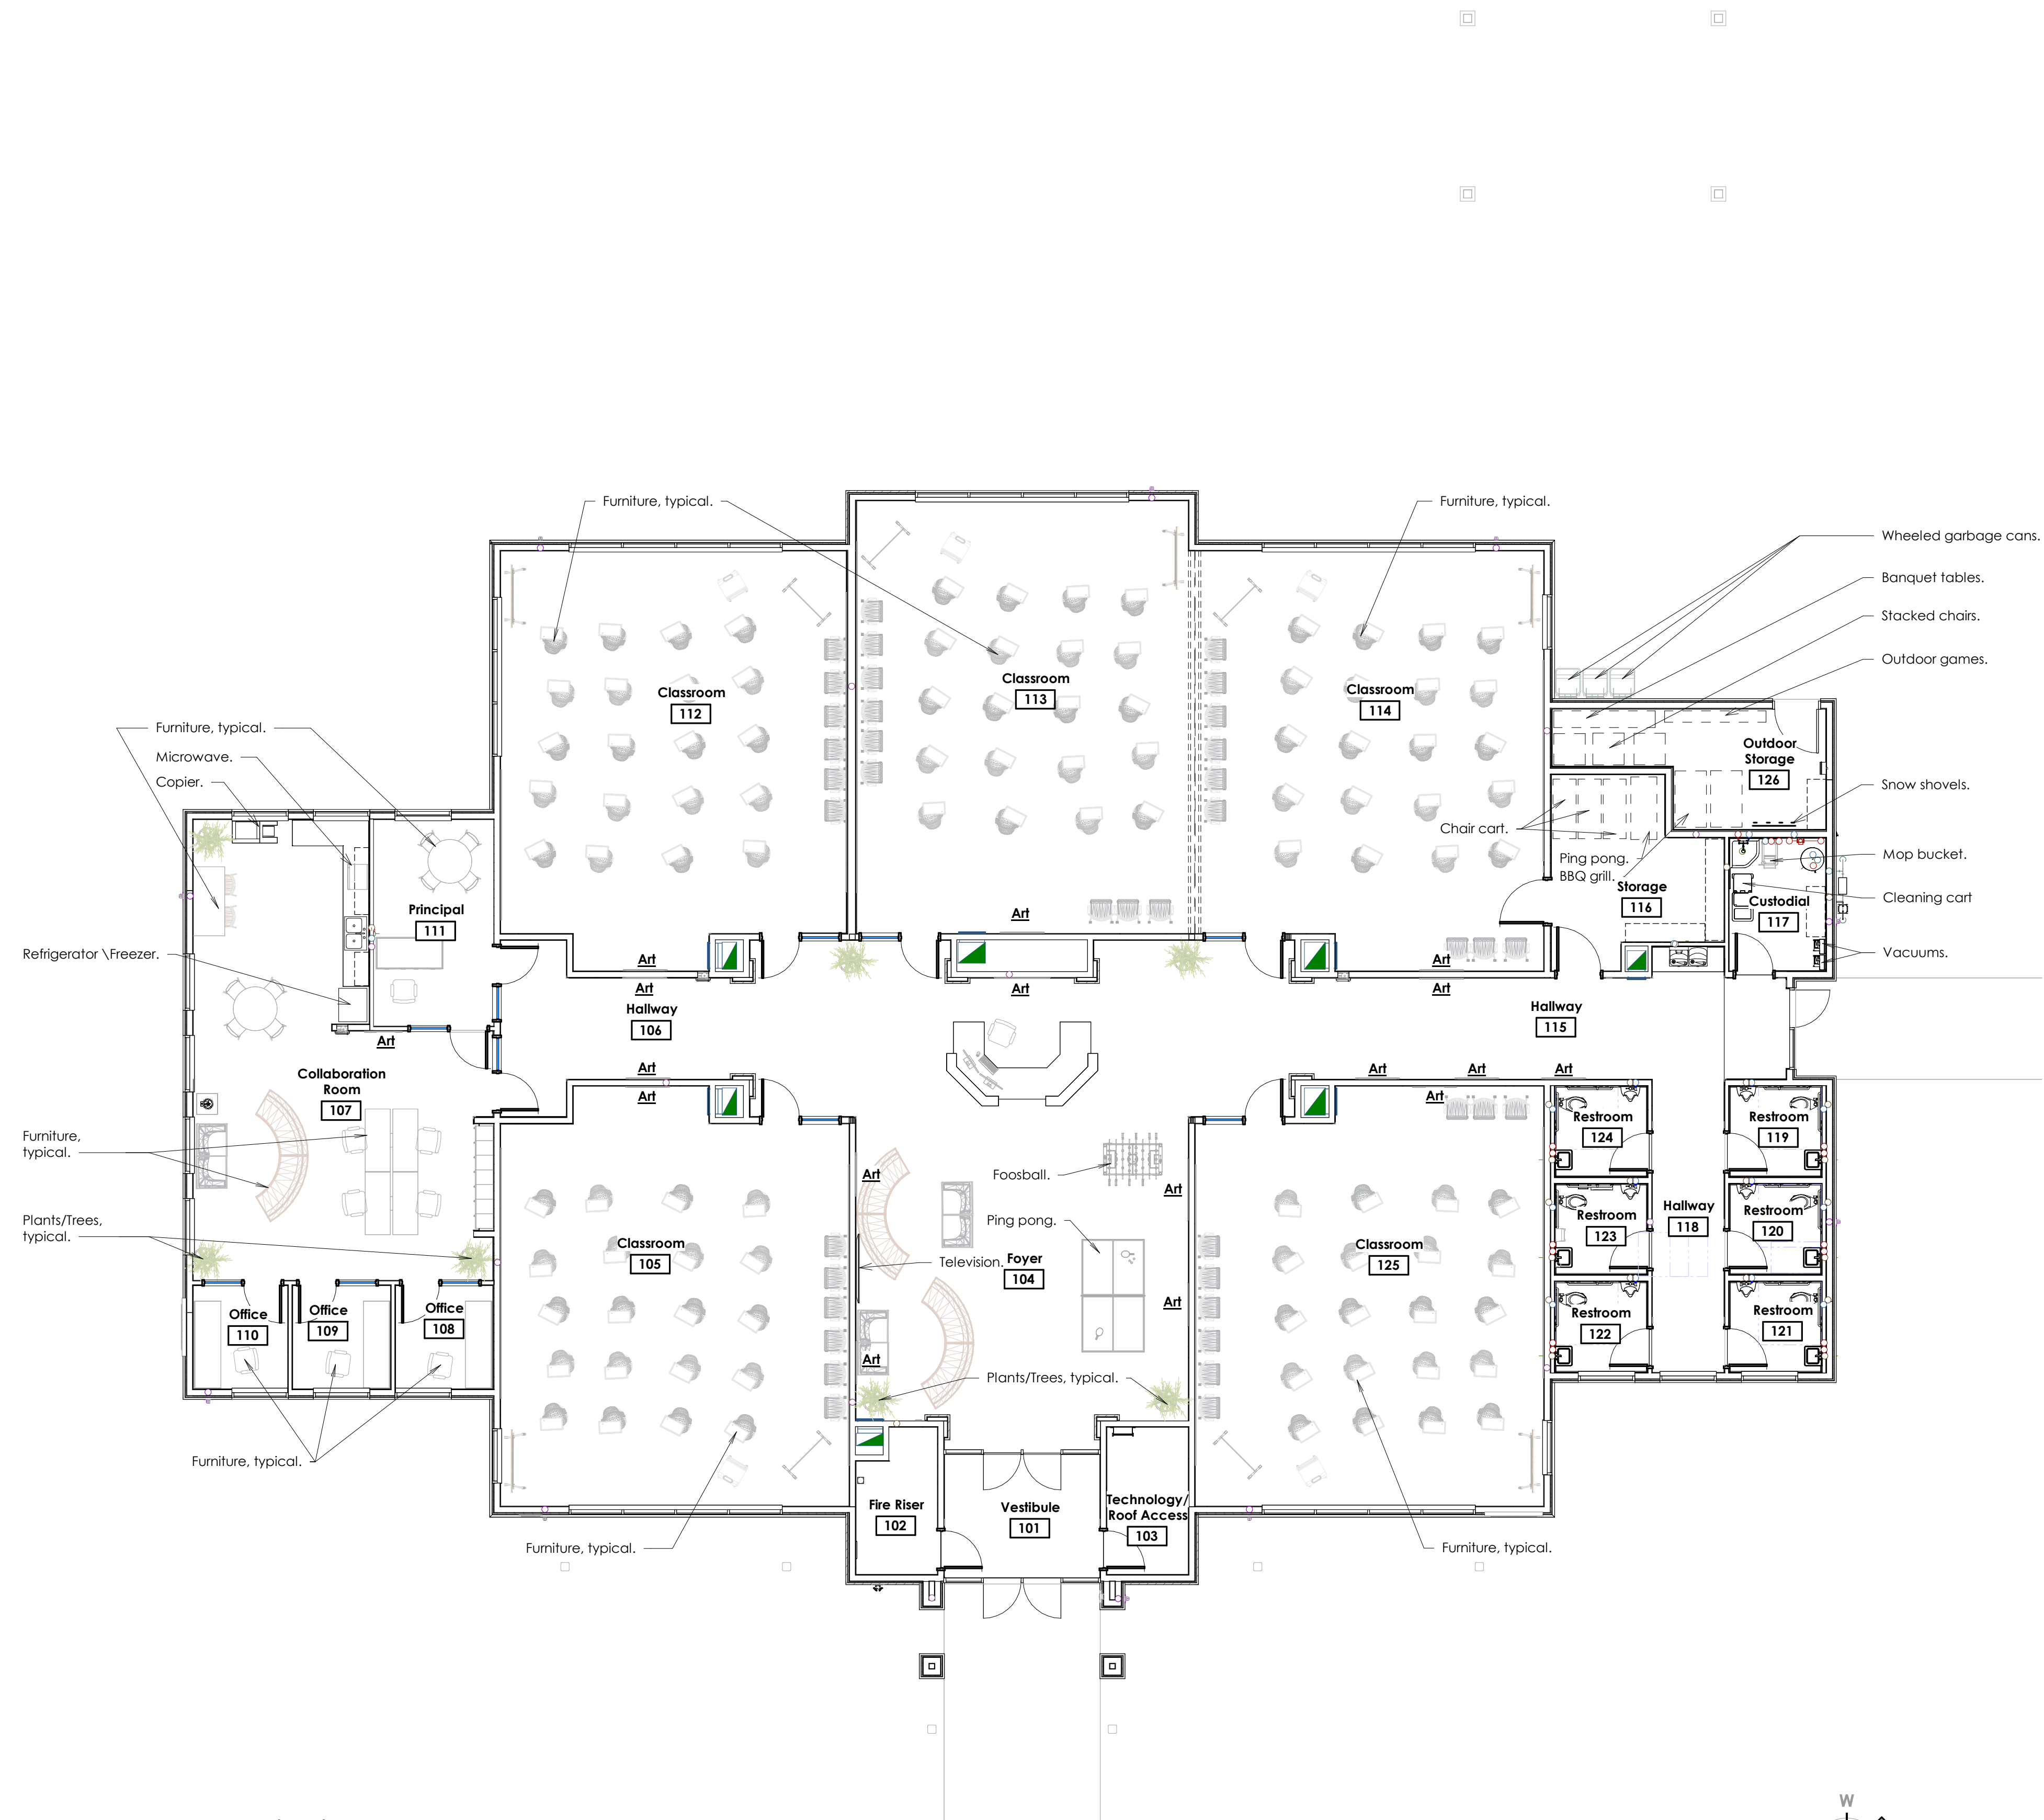 Furniture, typical.
Furniture, typical.
Wheeled garbage cans.
Banquet tables.
Stacked chairs.
Outdoor games.
Classroom
112
Classroom
113
Classroom
114
Furniture, typical.
Microwave.
Copier.
Outdoor
Storage
126
Snow shovels.
Chair cart.
Ping pong.
BBQ grill.
Mop bucket.
Storage
116
Cleaning cart
Custodial
117
Principal
111
Art
Refrigerator \Freezer.
Vacuums.
Art
Art
Art
Art
Art
Hallway
106
Hallway
115
Art
Collaboration
Room
107
Art
Art
Art
Art
Art
Art
Restroom
124
Restroom
119
Furniture,
typical.
Foosball.
Art
Art
Ping pong.
Plants/Trees,
typical.
Restroom
123
Hallway
118
Restroom
120
Classroom
105
Television.
Foyer
104
Classroom
125
Office
110
Office
109
Office
108
Art
Restroom
122
Restroom
121
Art
Plants/Trees, typical.
Furniture, typical.
Fire Riser
102
Vestibule
101
Technology/
Roof Access
103
Furniture, typical.
Furniture, typical.
W